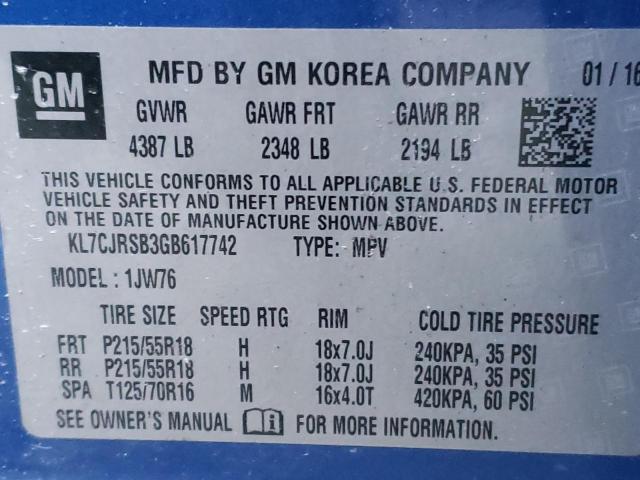 GM MFD BY GM KOREA COMPANY 01 / 16
GVWR GAWR FRT GAWR RR
4387 LB 2348 LB 2194 LB
THIS VEHICLE CONFORMS TO ALL APPLICABLE U.S. FEDERAL MOTOR
VEHICLE SAFETY AND THEFT PREVENTION STANDARDS IN EFFECT
ON THE DATE OF MANUFACTURE SHOWN ABOVE.
KL7CJRSB3GB617742 TYPE: MPV
MODEL : 1JW76
TIRE SIZE SPEED RTG RIM COLD TIRE PRESSURE
FRT P215/55R18 H 18x7.0J 240KPA, 35 PSI
RR P215/55R18 H 18x7.0J 240KPA, 35 PSI
SPA T125/70R16 M 16x4.0T 420KPA, 60 PSI
SEE OWNER'S MANUAL FOR MORE INFORMATION